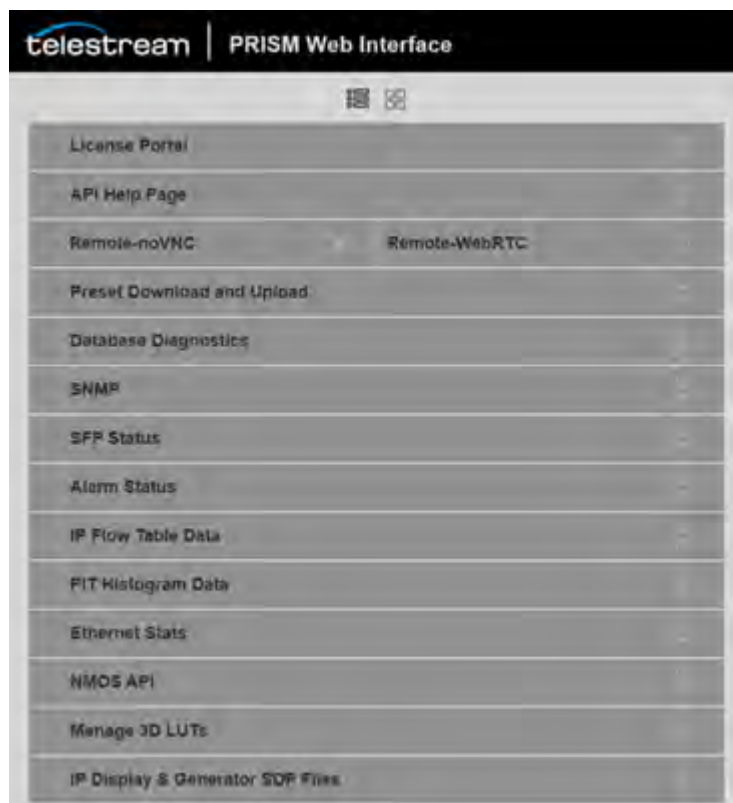 telestream | PRISM Web Interface
License Portal
API Help Page
Remote-noVNC Remote-WebRTC
Preset Download and Upload
Database Diagnostics
SNMP
SFP Status
Alarm Status
IP Flow Table Data
PIT Histogram Data
Ethernet Stats
NMOS API
Manage 3D LUTs
IP Display & Generator SDP Files